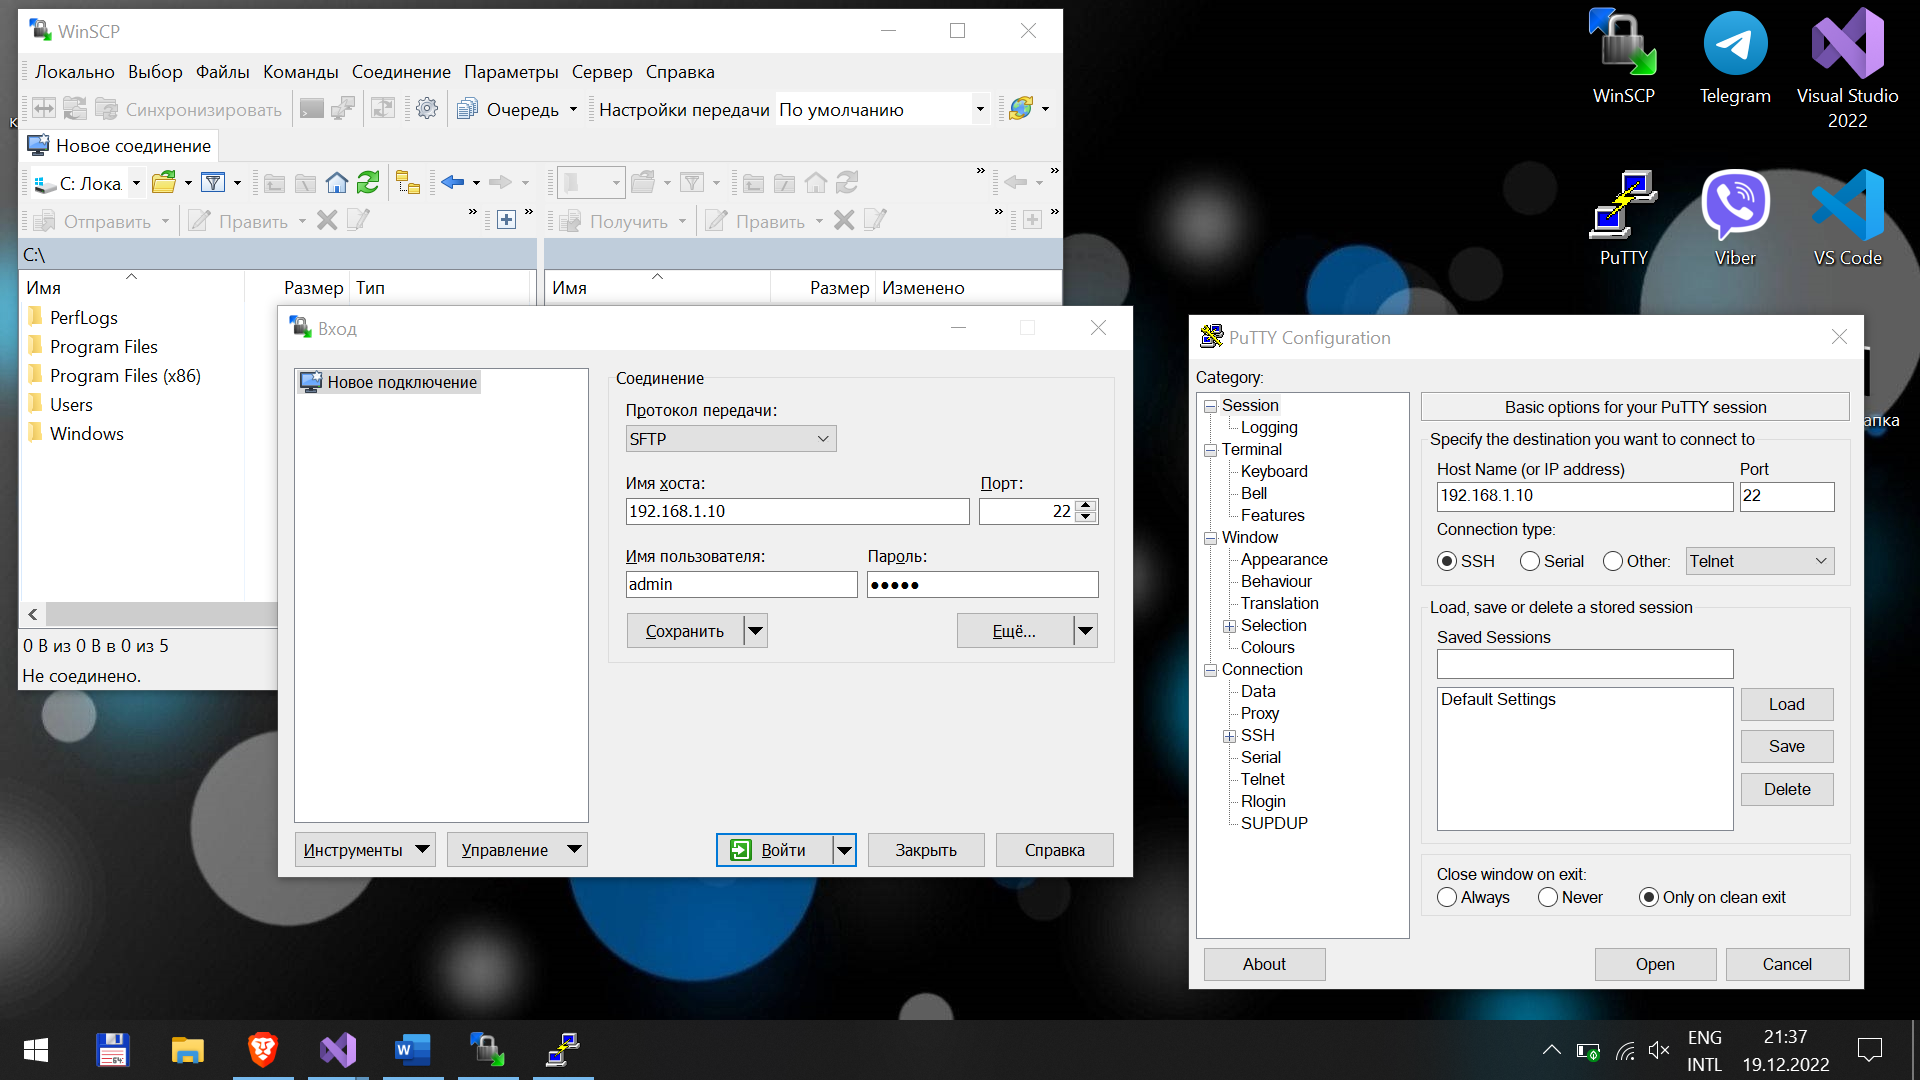 WinSCP
Локально Выбор Файлы Команды Соединение Параметры Сервер Справка
Синхронизировать Очередь Настройки передачи По умолчанию
Новое соединение
C: Лока
Отправить Править Получить Править
C:\
Имя Размер Тип Имя Размер Изменено
PerfLogs
Program Files
Program Files (x86)
Users
Windows
0 B из 0 B в 0 из 5
Не соединено.
Вход
Новое подключение
Соединение
Протокол передачи:
SFTP
Имя хоста: Порт:
192.168.1.10 22
Имя пользователя: Пароль:
admin ●●●●●
Сохранить Ещё...
Инструменты Управление Войти Закрыть Справка
WinSCP Telegram Visual Studio
2022
PuTTY Viber VS Code
апка
PuTTY Configuration
Category:
Session
Logging
Terminal
Keyboard
Bell
Features
Window
Appearance
Behaviour
Translation
Selection
Colours
Connection
Data
Proxy
SSH
Serial
Telnet
Rlogin
SUPDUP
Basic options for your PuTTY session
Specify the destination you want to connect to
Host Name (or IP address) Port
192.168.1.10 22
Connection type:
SSH Serial Other: Telnet
Load, save or delete a stored session
Saved Sessions
Default Settings
Load
Save
Delete
Close window on exit:
Always Never Only on clean exit
About Open Cancel
64
W
ENG 21:37
INTL 19.12.2022